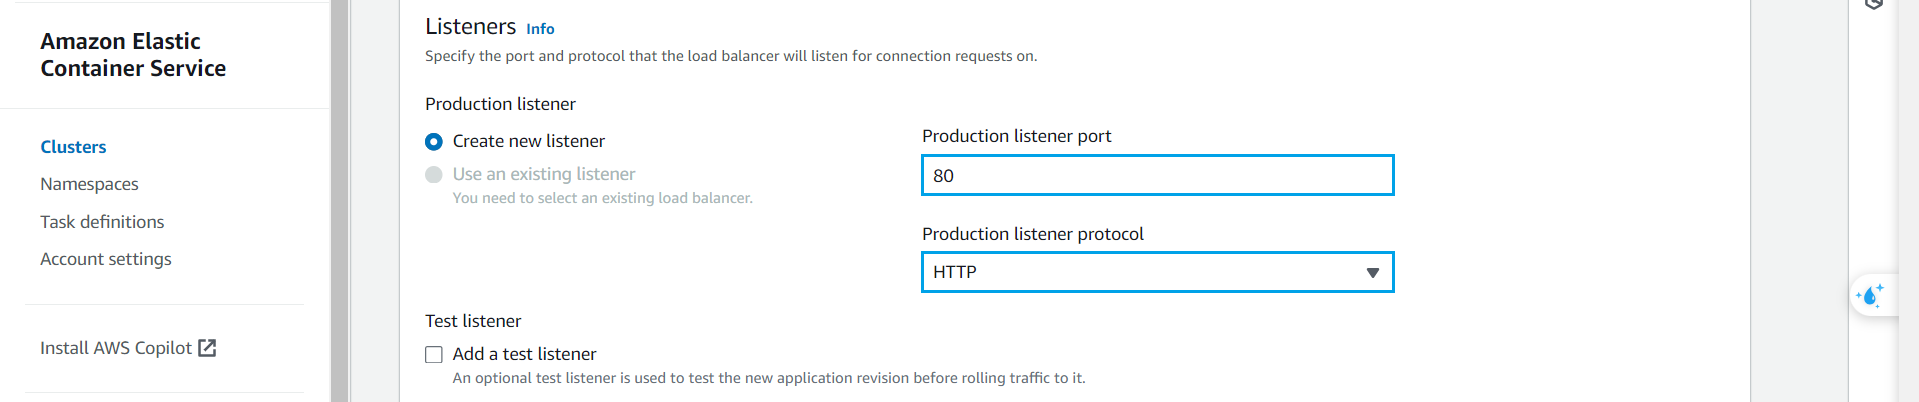 Amazon Elastic
Container Service
Clusters
Namespaces
Task definitions
Account settings
Install AWS Copilot
Listeners Info
Specify the port and protocol that the load balancer will listen for connection requests on.
Production listener
Create new listener
Use an existing listener
You need to select an existing load balancer.
Production listener port
80
Production listener protocol
HTTP
Test listener
Add a test listener
An optional test listener is used to test the new application revision before rolling traffic to it.